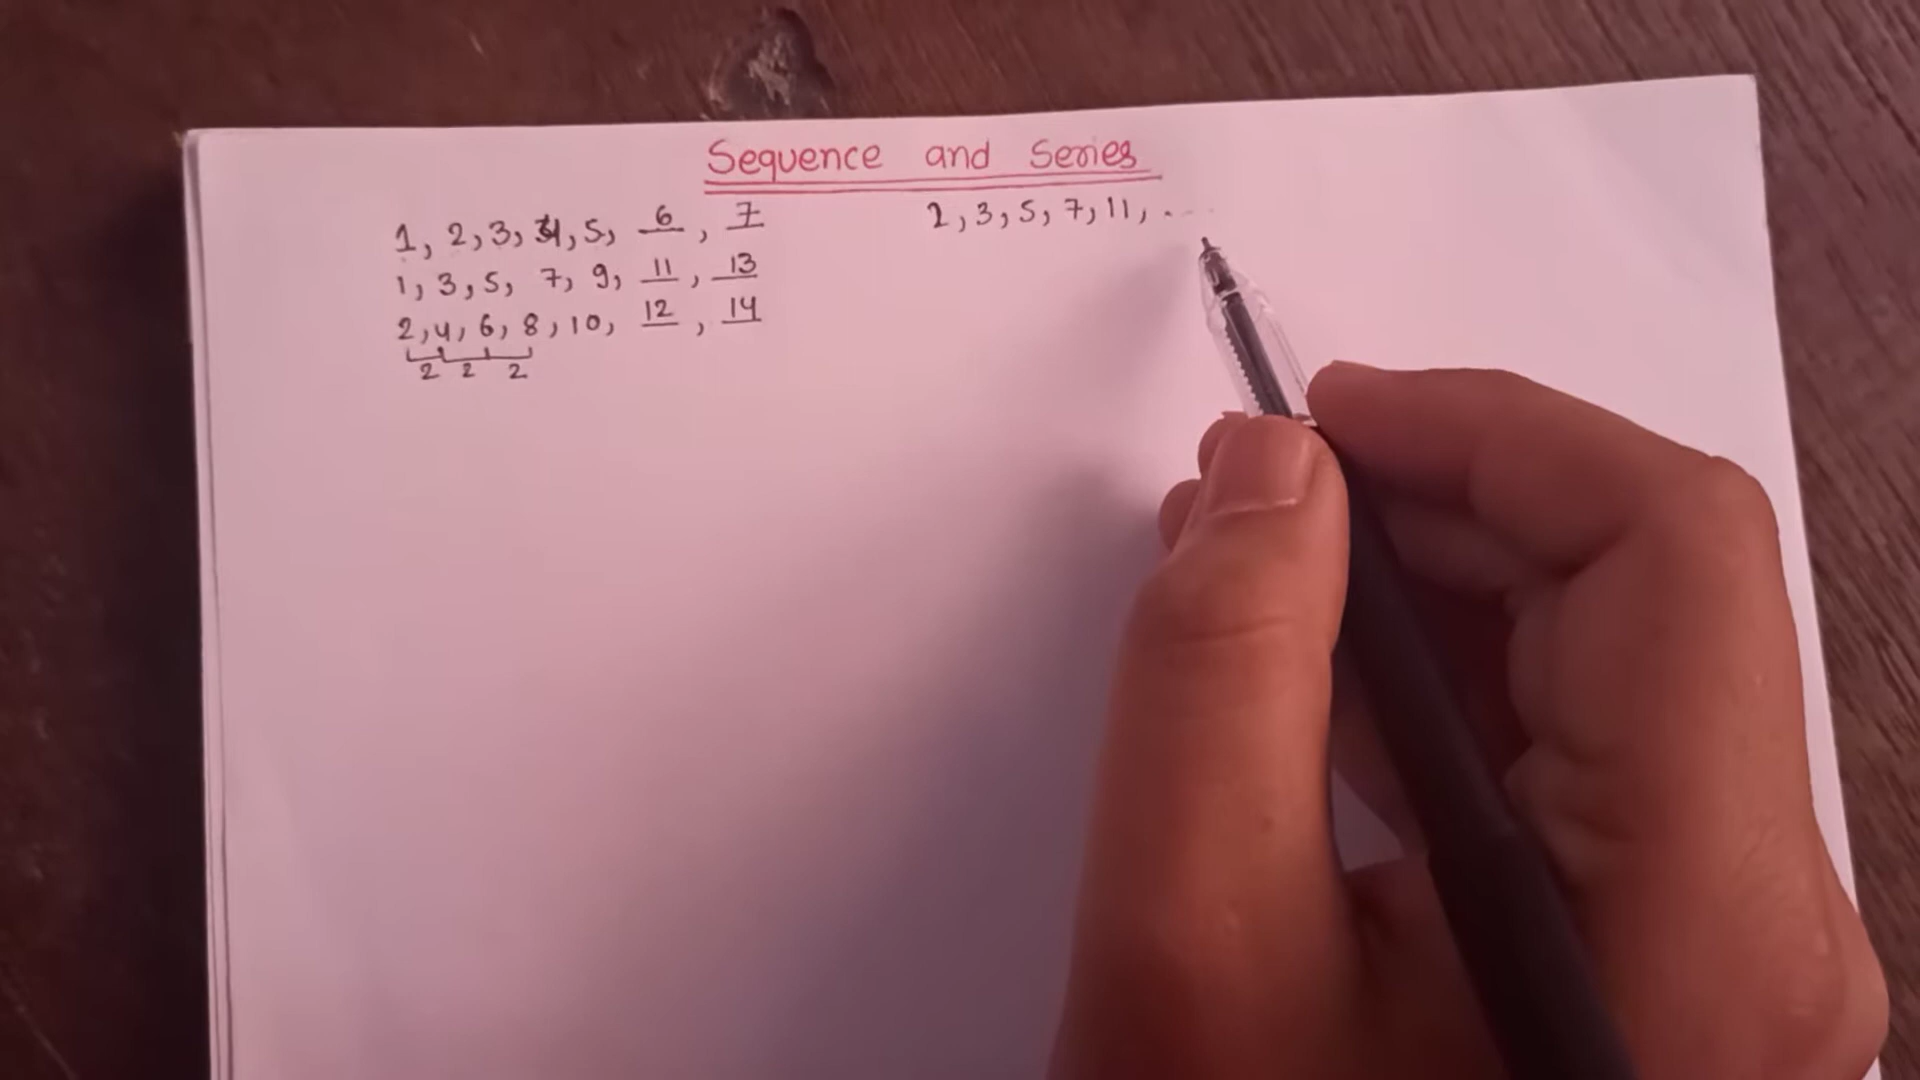 Sequence and Series
1, 2, 3, 4, 5, 6, 7
2, 3, 5, 7, 11, ....
1, 3, 5, 7, 9, 11, 13
2, 4, 6, 8, 10, 12, 14
2 2 2